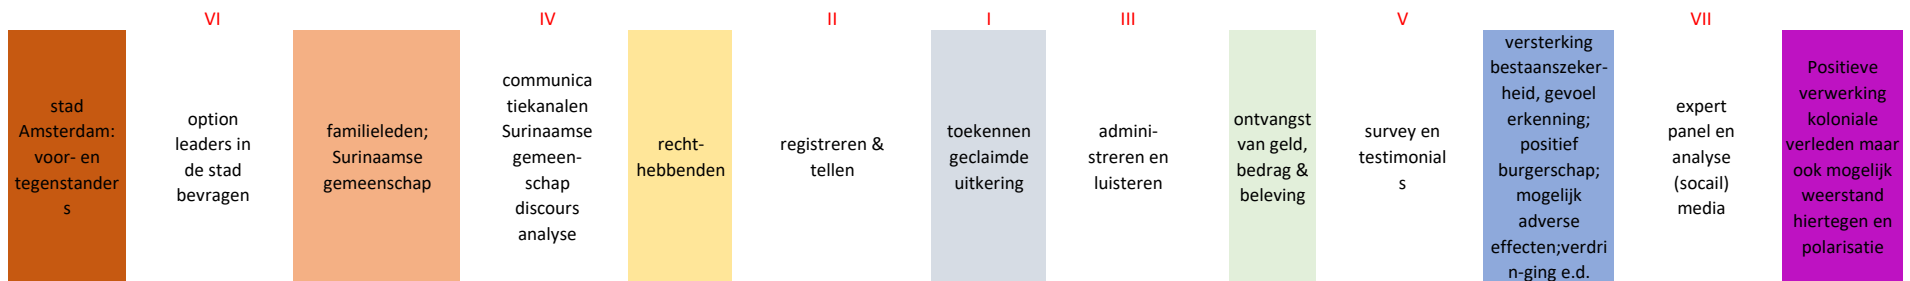 VI
IV
II
I
III
V
VII
stad
Amsterdam:
voor- en
tegenstander
s
option
leaders in
de stad
bevragen
familieleden;
Surinaamse
gemeenschap
communica
tiekanalen
Surinaamse
gemeen-
schap
discours
analyse
recht-
hebbenden
registreren &
tellen
toekennen
geclaimde
uitkering
admini-
streren en
luisteren
ontvangst
van geld,
bedrag &
beleving
survey en
testimonial
s
versterking
bestaanszeker-
heid, gevoel
erkenning;
positief
burgerschap;
mogelijk
adverse
effecten;verdri
n-ging e.d.
expert
panel en
analyse
(socail)
media
Positieve
verwerking
koloniale
verleden maar
ook mogelijk
weerstand
hiertegen en
polarisatie